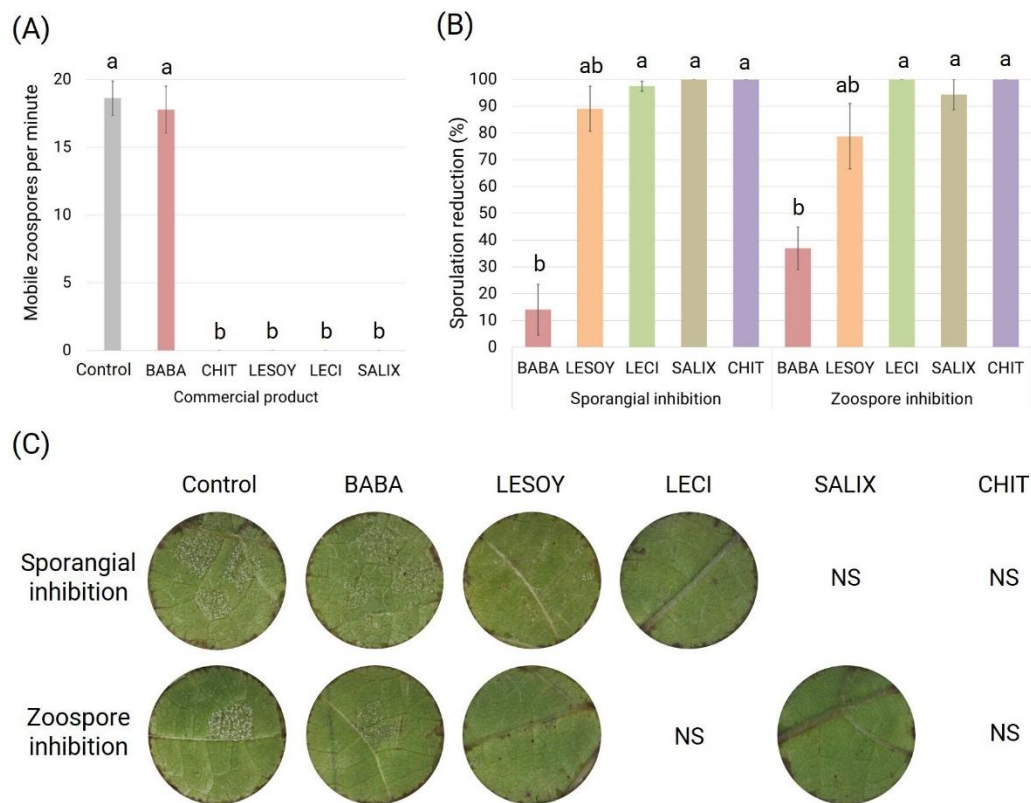 (A)
Mobile zoospores per minute
20
15
10
5
0
a
a
b
b
b
b
Control BABA CHIT LESOY LECI SALIX
Commercial product
(B)
Sporulation reduction (%)
100
90
80
70
60
50
40
30
20
10
0
b
ab
a
a
a
b
ab
a
a
a
BABA LESOY LECI SALIX CHIT BABA LESOY LECI SALIX CHIT
Sporangial inhibition Zoospore inhibition
(C)
Control BABA LESOY LECI SALIX CHIT
Sporangial
inhibition
NS NS
Zoospore
inhibition
NS NS